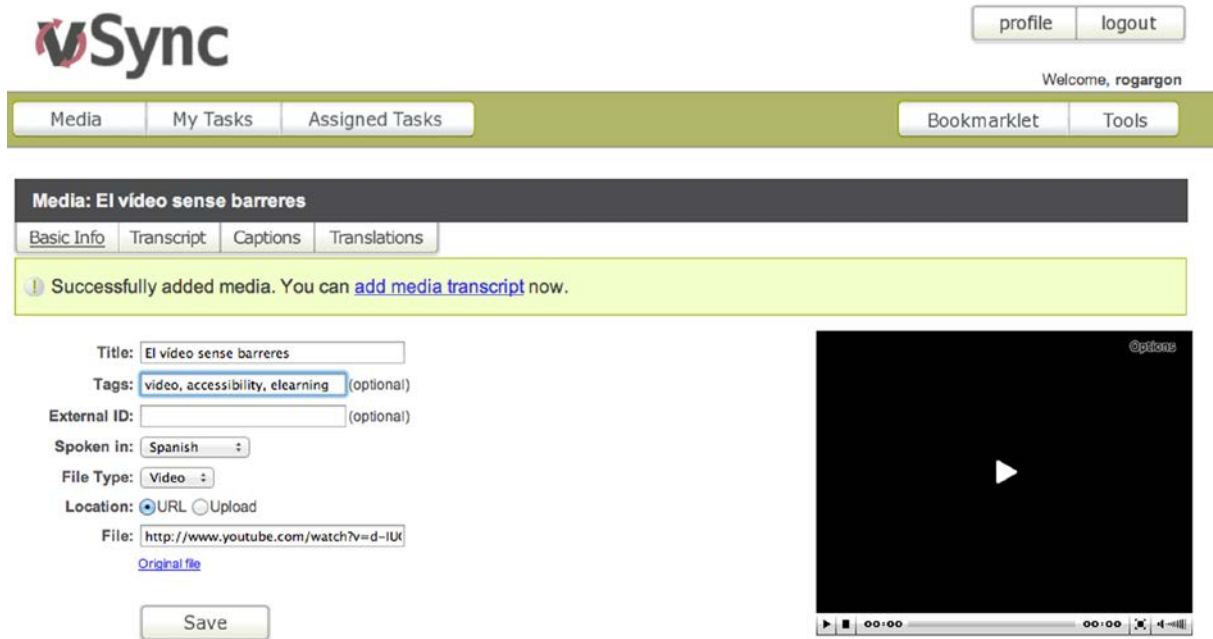 vSync
profile logout
Welcome, rogargon
Media My Tasks Assigned Tasks Bookmarklet Tools
Media: El vídeo sense barreres
Basic Info Transcript Captions Translations
Successfully added media. You can add media transcript now.
Title: El vídeo sense barreres
Options
Tags: video, accessibility, elearning (optional)
External ID: (optional)
Spoken in: Spanish
File Type: Video
Location: URL Upload
File: http://www.youtube.com/watch?v=d-IU
Original file
Save
00:00 00:00